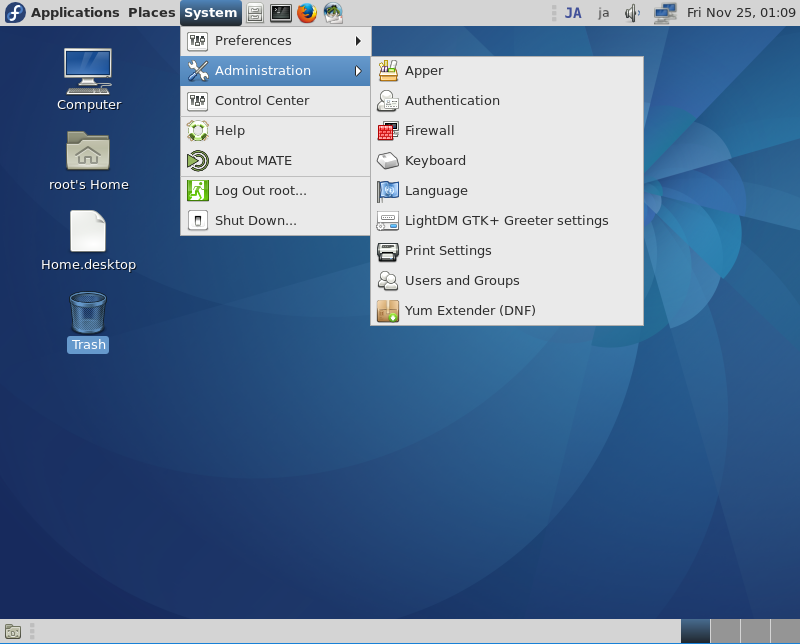 Applications Places System JA ja Fri Nov 25, 01:09
Preferences
Administration
Control Center
Help
About MATE
Log Out root...
Shut Down...
Apper
Authentication
Firewall
Keyboard
Language
LightDM GTK+ Greeter settings
Print Settings
Users and Groups
Yum Extender (DNF)
Computer
root's Home
Home.desktop
Trash